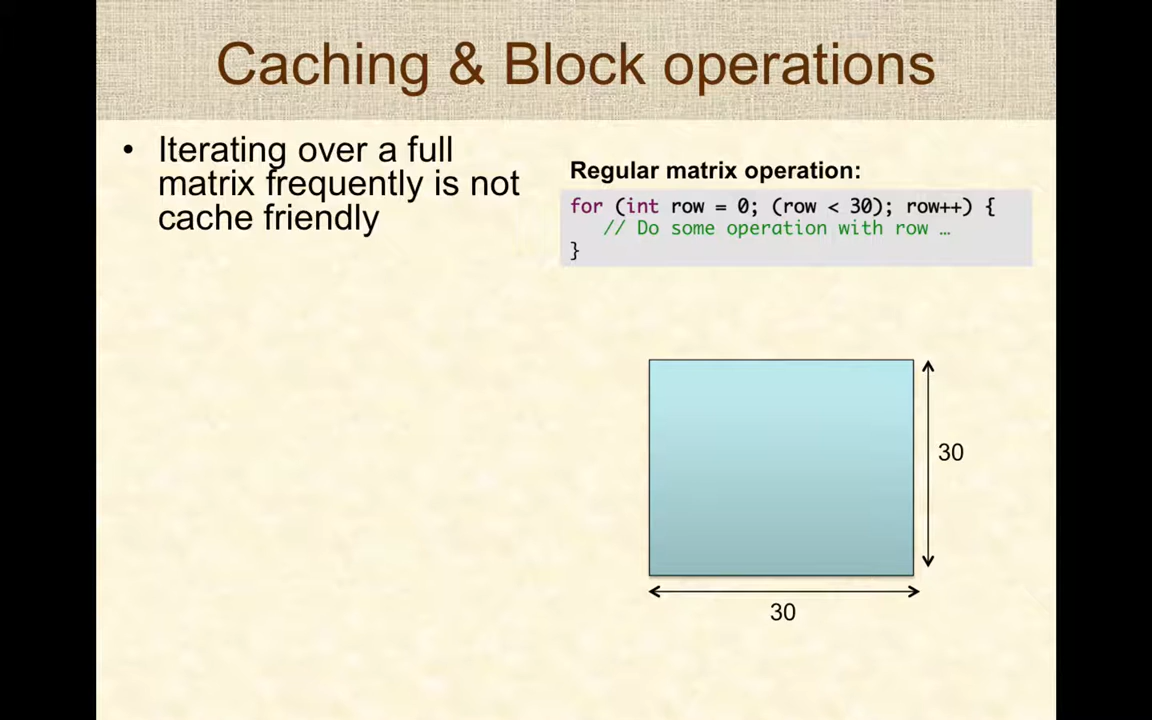 Caching & Block operations
• Iterating over a full
matrix frequently is not
cache friendly
Regular matrix operation:
for (int row = 0; (row < 30); row++) {
// Do some operation with row …
}
30
30